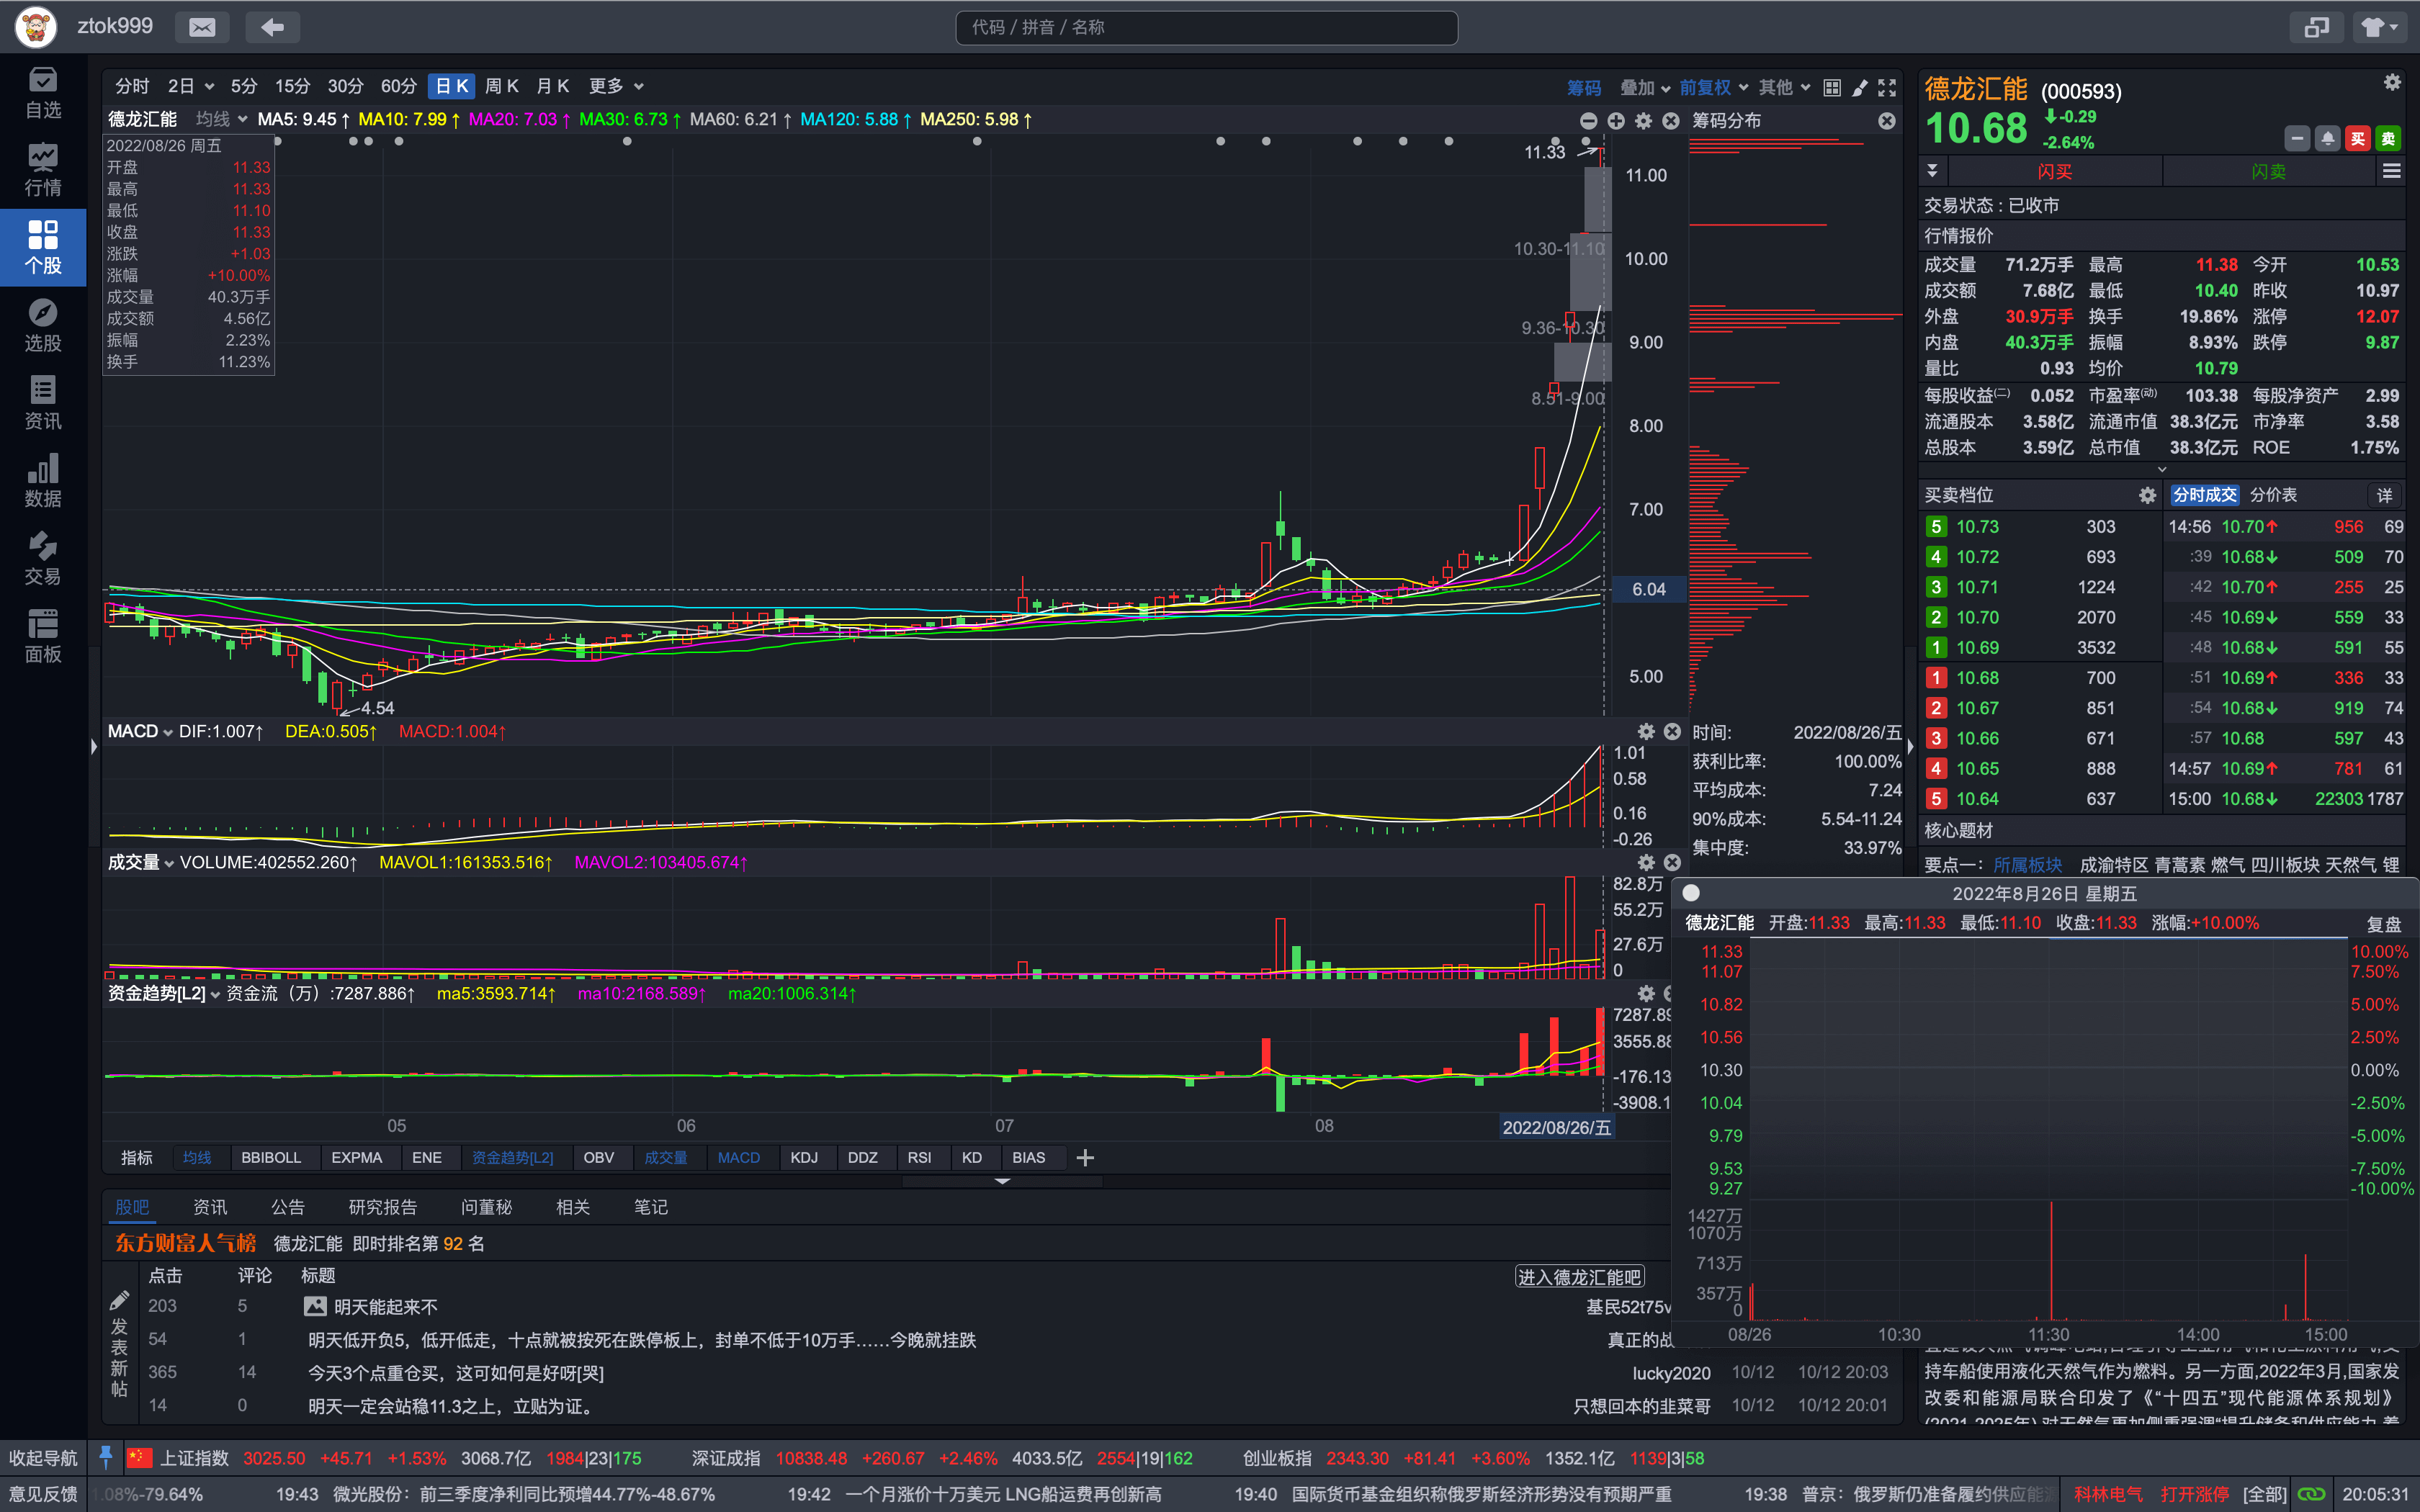 ztok999
代码 / 拼音 / 名称
自选
行情
个股
选股
资讯
数据
交易
面板
分时 2日 5分 15分 30分 60分 日K 周K 月K 更多
筹码 叠加 前复权 其他
德龙汇能 均线 MA5: 9.45↑ MA10: 7.99↑ MA20: 7.03↑ MA30: 6.73↑ MA60: 6.21↑ MA120: 5.88↑ MA250: 5.98↑
筹码分布
2022/08/26 周五
开盘 11.33
最高 11.33
最低 11.10
收盘 11.33
涨跌 +1.03
涨幅 +10.00%
成交量 40.3万手
成交额 4.56亿
振幅 2.23%
换手 11.23%
11.33
10.30-11.10
9.36-10.30
8.51-9.00
4.54
11.00
10.00
9.00
8.00
7.00
6.04
5.00
MACD DIF:1.007↑ DEA:0.505↑ MACD:1.004↑
1.01
0.58
0.16
-0.26
成交量 VOLUME:402552.260↑ MAVOL1:161353.516↑ MAVOL2:103405.674↑
82.8万
55.2万
27.6万
0
资金趋势[L2] 资金流（万）:7287.886↑ ma5:3593.714↑ ma10:2168.589↑ ma20:1006.314↑
7287.89
3555.88
-176.13
-3908.1
05 06 07 08 2022/08/26/五
指标 均线 BBIBOLL EXPMA ENE 资金趋势[L2] OBV 成交量 MACD KDJ DDZ RSI KD BIAS
时间: 2022/08/26/五
获利比率: 100.00%
平均成本: 7.24
90%成本: 5.54-11.24
集中度: 33.97%
德龙汇能 (000593)
10.68 -0.29
-2.64%
买 卖
闪买 闪卖
交易状态 : 已收市
行情报价
成交量 71.2万手 最高 11.38 今开 10.53
成交额 7.68亿 最低 10.40 昨收 10.97
外盘 30.9万手 换手 19.86% 涨停 12.07
内盘 40.3万手 振幅 8.93% 跌停 9.87
量比 0.93 均价 10.79
每股收益(二) 0.052 市盈率(动) 103.38 每股净资产 2.99
流通股本 3.58亿 流通市值 38.3亿元 市净率 3.58
总股本 3.59亿 总市值 38.3亿元 ROE 1.75%
买卖档位 分时成交 分价表 详
5 10.73 303 14:56 10.70↑ 956 69
4 10.72 693 :39 10.68↓ 509 70
3 10.71 1224 :42 10.70↑ 255 25
2 10.70 2070 :45 10.69↓ 559 33
1 10.69 3532 :48 10.68↓ 591 55
1 10.68 700 :51 10.69↑ 336 33
2 10.67 851 :54 10.68↓ 919 74
3 10.66 671 :57 10.68 597 43
4 10.65 888 14:57 10.69↑ 781 61
5 10.64 637 15:00 10.68↓ 22303 1787
核心题材
要点一： 所属板块 成渝特区 青蒿素 燃气 四川板块 天然气 锂
2022年8月26日 星期五
德龙汇能 开盘:11.33 最高:11.33 最低:11.10 收盘:11.33 涨幅:+10.00% 复盘
11.33 10.00%
11.07 7.50%
10.82 5.00%
10.56 2.50%
10.30 0.00%
10.04 -2.50%
9.79 -5.00%
9.53 -7.50%
9.27 -10.00%
1427万
1070万
713万
357万
0
08/26 10:30 11:30 14:00 15:00
持车船使用液化天然气作为燃料。另一方面,2022年3月,国家发
改委和能源局联合印发了《“十四五”现代能源体系规划》
股吧 资讯 公告 研究报告 问董秘 相关 笔记
东方财富人气榜 德龙汇能 即时排名第 92 名
发表新帖
点击 评论 标题 进入德龙汇能吧
203 5 明天能起来不 基民52t75v
54 1 明天低开负5，低开低走，十点就被按死在跌停板上，封单不低于10万手……今晚就挂跌 真正的战
365 14 今天3个点重仓买，这可如何是好呀[哭] lucky2020 10/12 10/12 20:03
14 0 明天一定会站稳11.3之上，立贴为证。 只想回本的韭菜哥 10/12 10/12 20:01
收起导航 上证指数 3025.50 +45.71 +1.53% 3068.7亿 1984|23|175 深证成指 10838.48 +260.67 +2.46% 4033.5亿 2554|19|162 创业板指 2343.30 +81.41 +3.60% 1352.1亿 1139|3|58
意见反馈 1.08%-79.64% 19:43 微光股份：前三季度净利同比预增44.77%-48.67% 19:42 一个月涨价十万美元 LNG船运费再创新高 19:40 国际货币基金组织称俄罗斯经济形势没有预期严重 19:38 普京：俄罗斯仍准备履约供应能 科林电气 打开涨停 [全部] 20:05:31